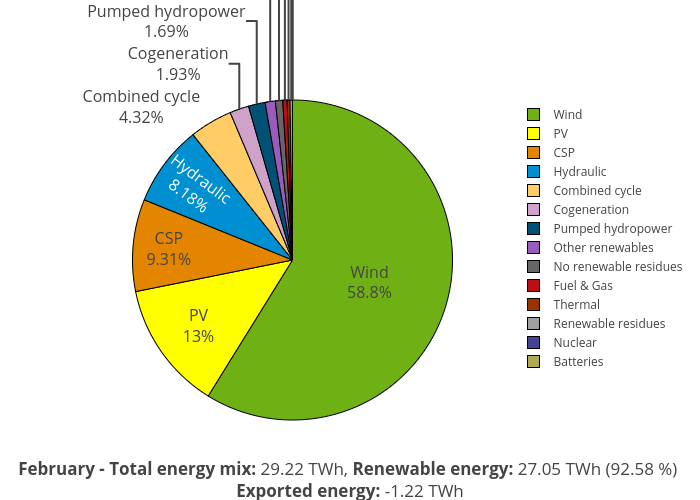 Pumped hydropower
1.69%
Cogeneration
1.93%
Combined cycle
4.32%
Hydraulic
8.18%
CSP
9.31%
PV
13%
Wind
58.8%
Wind
PV
CSP
Hydraulic
Combined cycle
Cogeneration
Pumped hydropower
Other renewables
No renewable residues
Fuel & Gas
Thermal
Renewable residues
Nuclear
Batteries
February - Total energy mix: 29.22 TWh, Renewable energy: 27.05 TWh (92.58 %)
Exported energy: -1.22 TWh